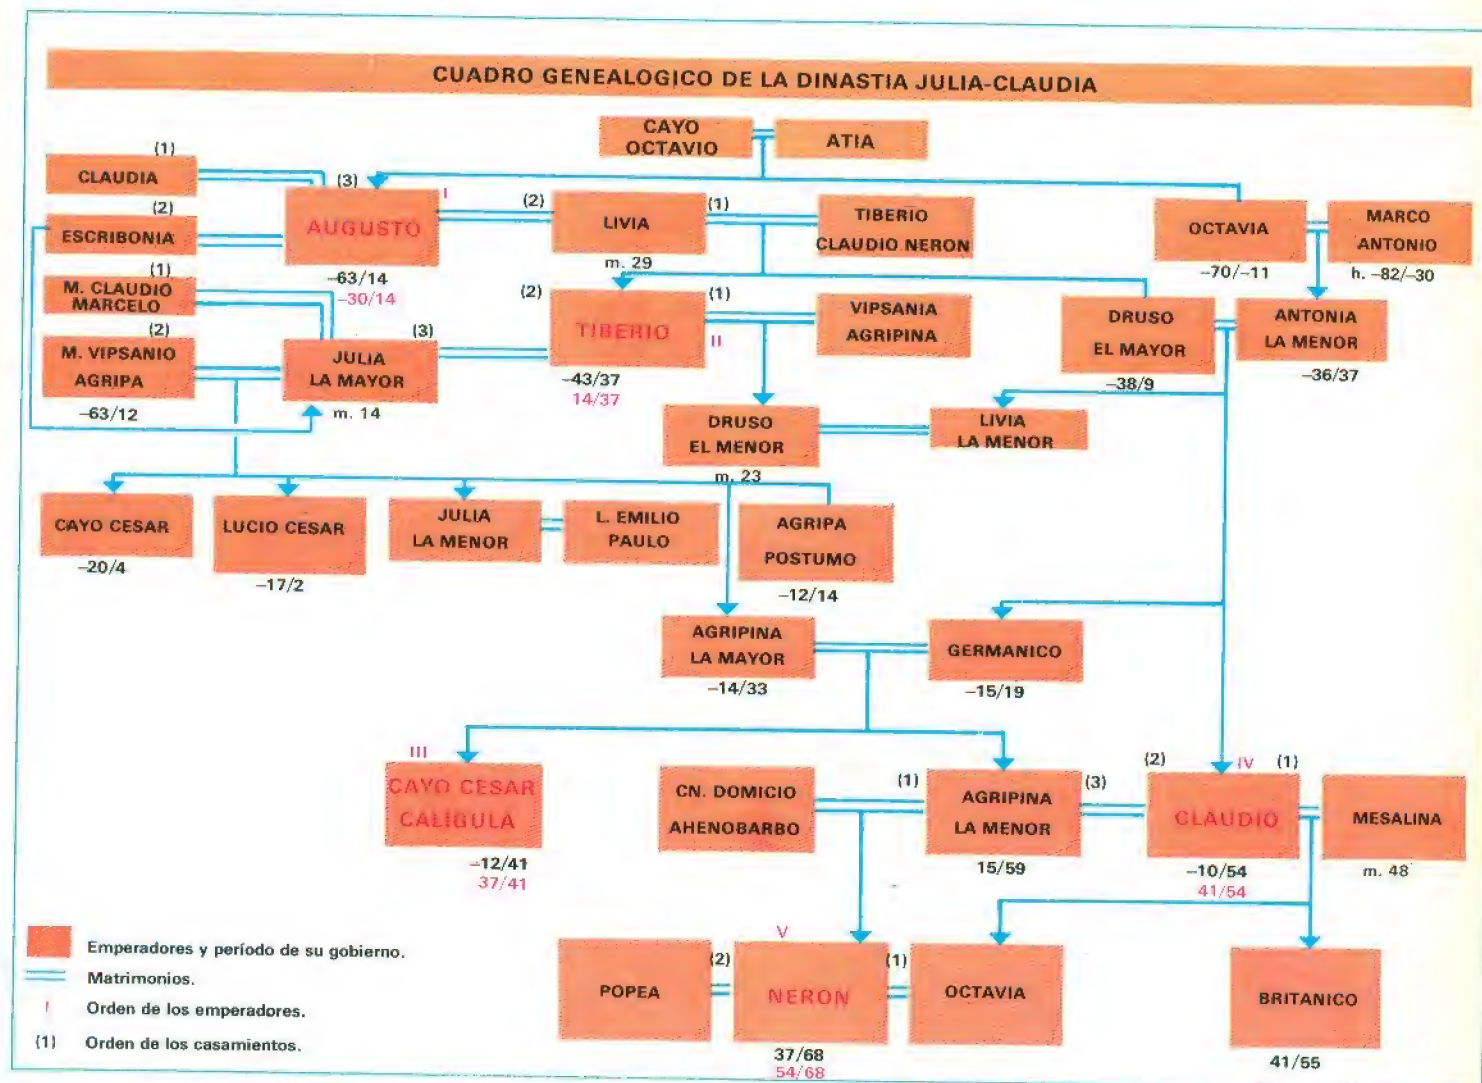 CUADRO GENEALOGICO DE LA DINASTIA JULIA-CLAUDIA
CAYO
OCTAVIO
ATIA
(1)
CLAUDIA
(2)
ESCRIBONIA
(3)
I
AUGUSTO
-63/14
-30/14
(2)
LIVIA
m. 29
(1)
TIBERIO
CLAUDIO NERON
OCTAVIA
-70/-11
MARCO
ANTONIO
h. -82/-30
(1)
M. CLAUDIO
MARCELO
(2)
M. VIPSANIO
AGRIPA
-63/12
JULIA
LA MAYOR
m. 14
(3)
(2)
TIBERIO
-43/37
14/37
(1)
II
VIPSANIA
AGRIPINA
DRUSO
EL MAYOR
-38/9
ANTONIA
LA MENOR
-36/37
DRUSO
EL MENOR
m. 23
LIVIA
LA MENOR
CAYO CESAR
-20/4
LUCIO CESAR
-17/2
JULIA
LA MENOR
L. EMILIO
PAULO
AGRIPA
POSTUMO
-12/14
AGRIPINA
LA MAYOR
-14/33
GERMANICO
-15/19
III
CAYO CESAR
CALIGULA
-12/41
37/41
CN. DOMICIO
AHENOBARBO
(1)
AGRIPINA
LA MENOR
15/59
(3)
(2)
IV
(1)
CLAUDIO
-10/54
41/54
MESALINA
m. 48
POPEA
(2)
V
NERON
37/68
54/68
(1)
OCTAVIA
BRITANICO
41/55
Emperadores y período de su gobierno.
Matrimonios.
I Orden de los emperadores.
(1) Orden de los casamientos.